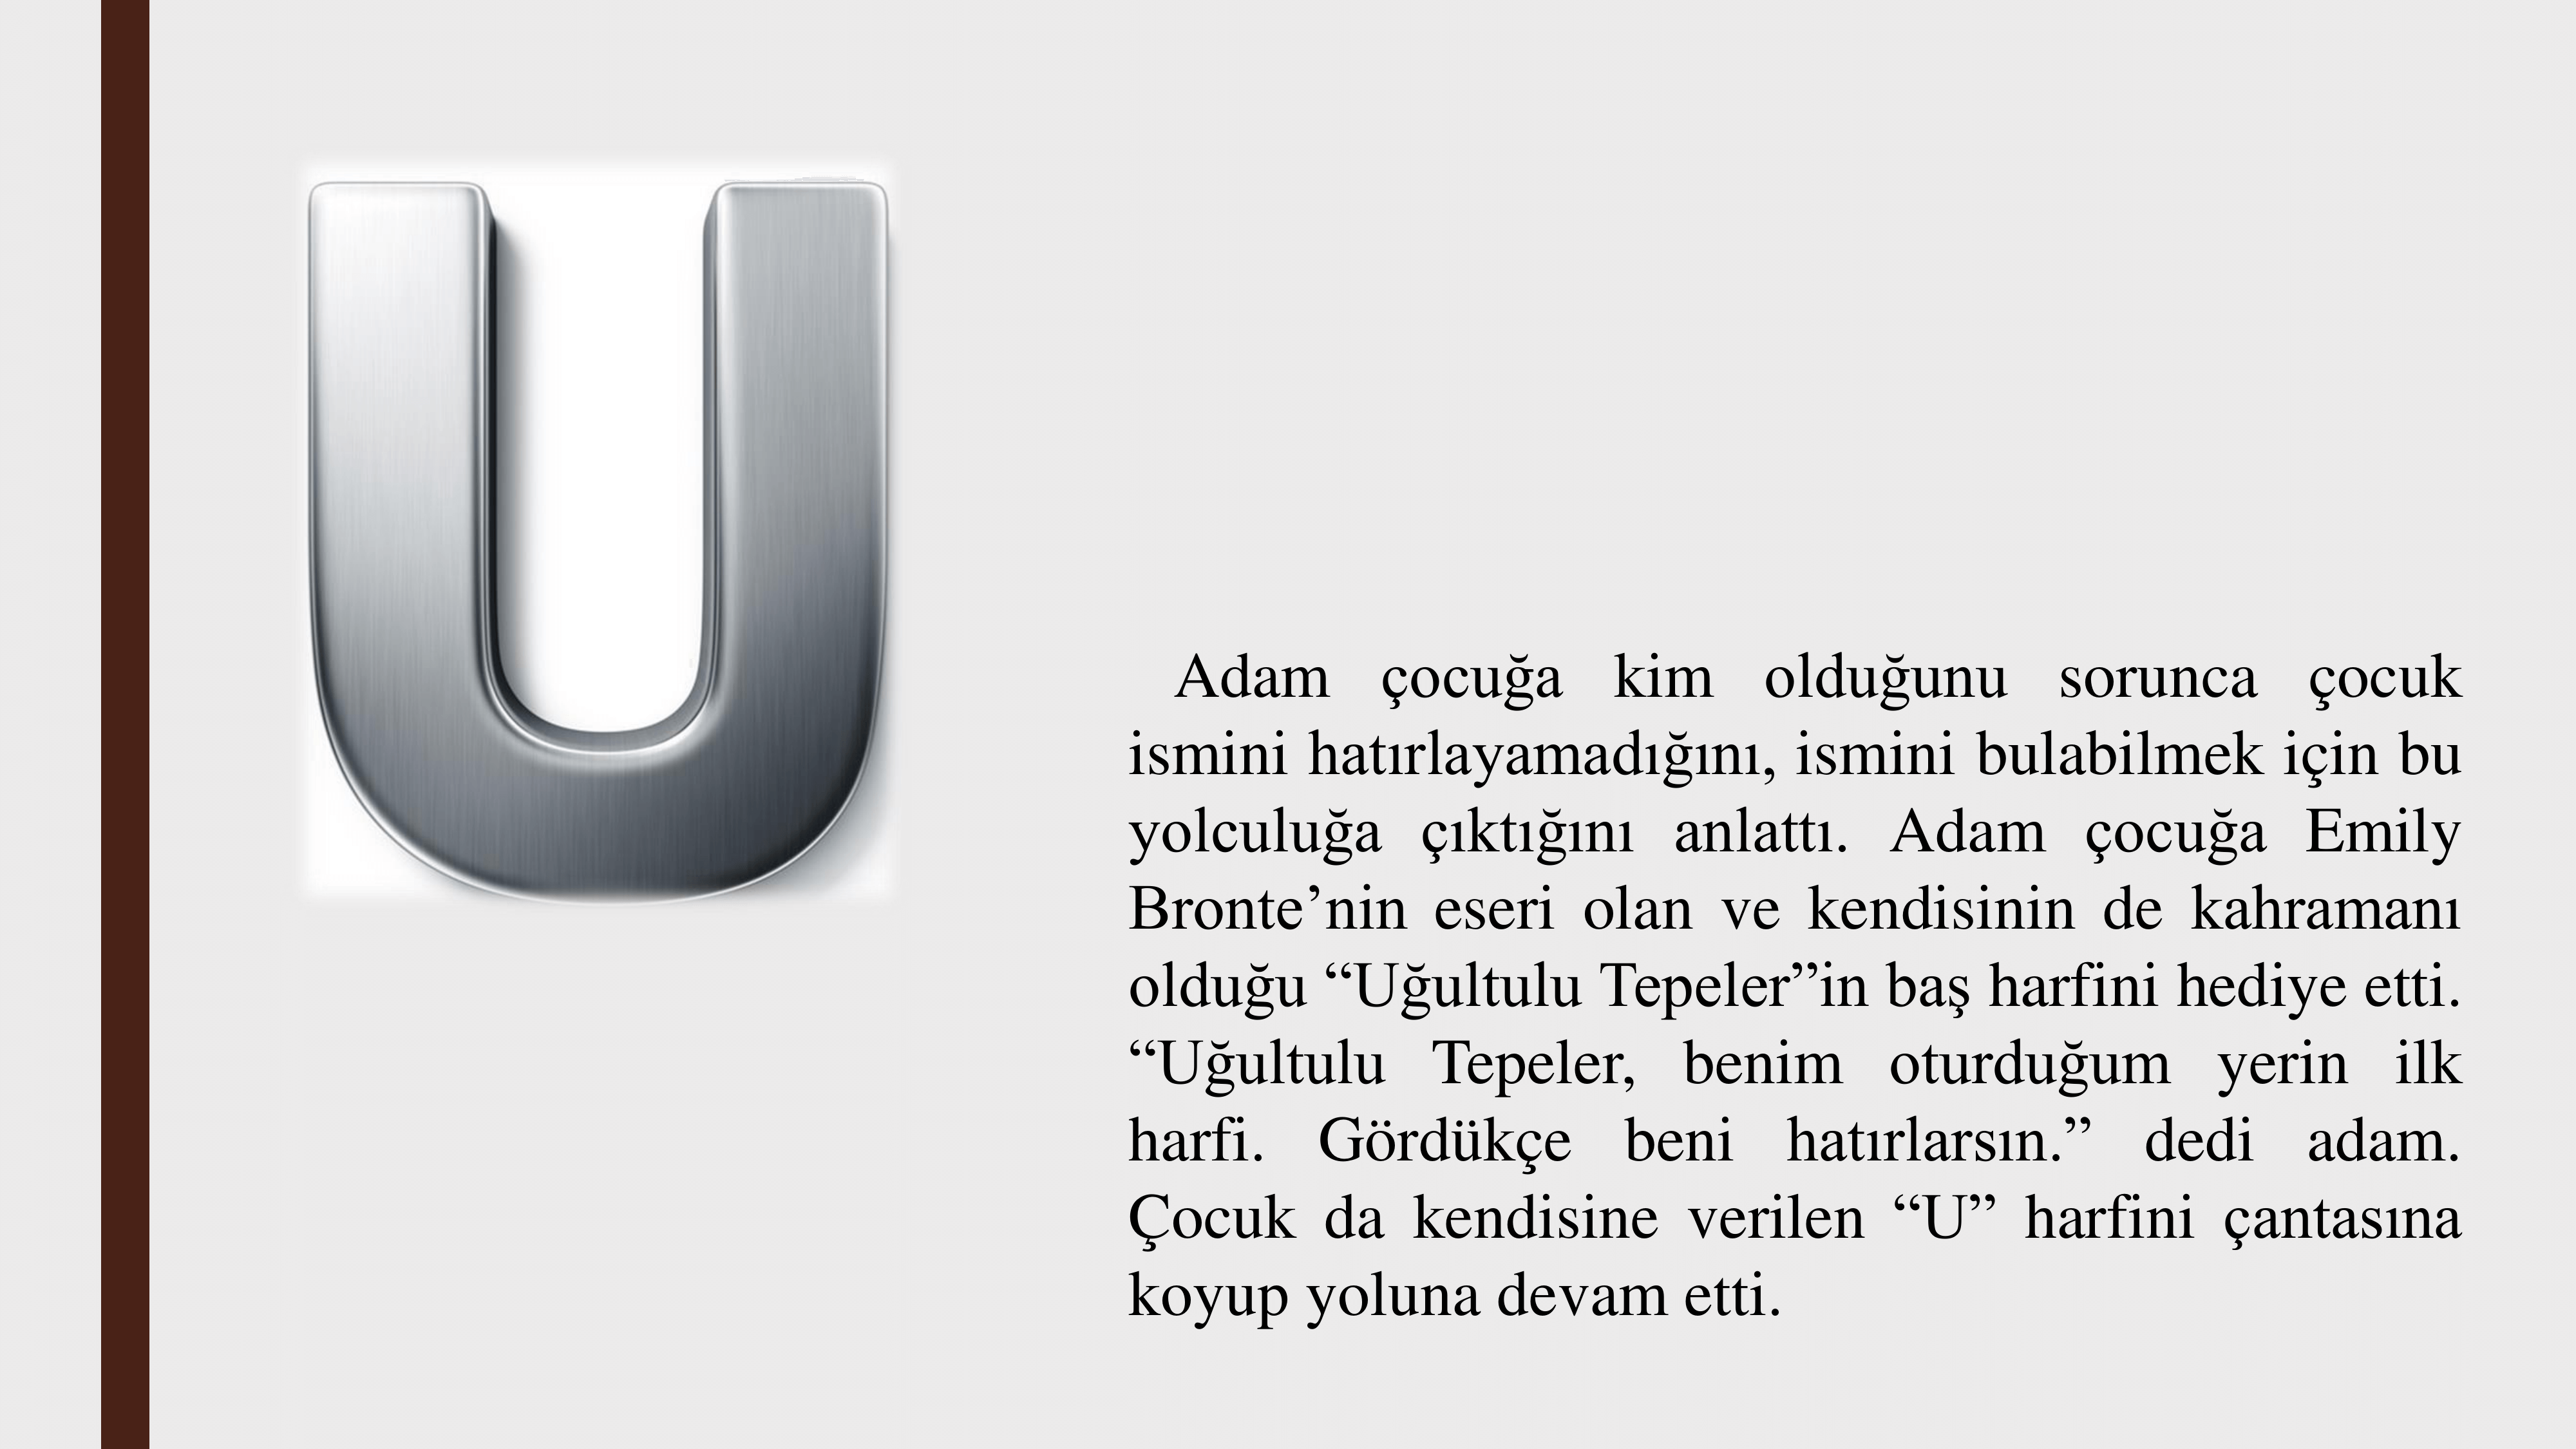 U
Adam çocuğa kim olduğunu sorunca çocuk
ismini hatırlayamadığını, ismini bulabilmek için bu
yolculuğa çıktığını anlattı. Adam çocuğa Emily
Bronte’nin eseri olan ve kendisinin de kahramanı
olduğu “Uğultulu Tepeler”in baş harfini hediye etti.
“Uğultulu Tepeler, benim oturduğum yerin ilk
harfi. Gördükçe beni hatırlarsın.” dedi adam.
Çocuk da kendisine verilen “U” harfini çantasına
koyup yoluna devam etti.